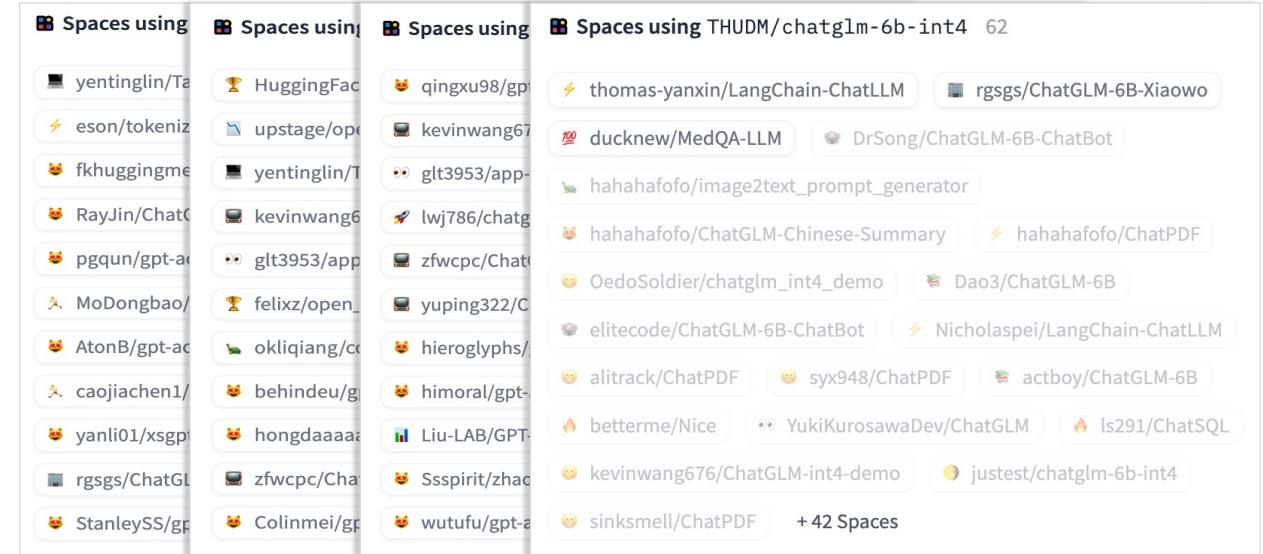 Spaces using
yentinglin/Ta
eson/tokeniz
fkhuggingme
RayJin/Chat
pgqun/gpt-a
MoDongbao/
AtonB/gpt-ac
caojiachen1/
yanli01/xsgpt
rgsgs/ChatGL
StanleySS/gp
Spaces using
HuggingFac
upstage/ope
yentinglin/T
kevinwang6
glt3953/app
felixz/open_
okliqiang/co
behindeu/g
hongdaaaaa
zfwcpc/Cha
Colinmei/gp
Spaces using
qingxu98/gpt
kevinwang67
glt3953/app-
lwj786/chatg
zfwcpc/Chat
yuping322/C
hieroglyphs/
himoral/gpt-
Liu-LAB/GPT-
Ssspirit/zhao
wutufu/gpt-a
Spaces using THUDM/chatglm-6b-int4 62
thomas-yanxin/LangChain-ChatLLM rgsgs/ChatGLM-6B-Xiaowo
ducknew/MedQA-LLM DrSong/ChatGLM-6B-ChatBot
hahahafofo/image2text_prompt_generator
hahahafofo/ChatGLM-Chinese-Summary hahahafofo/ChatPDF
OedoSoldier/chatglm_int4_demo Dao3/ChatGLM-6B
elitecode/ChatGLM-6B-ChatBot Nicholaspei/LangChain-ChatLLM
alitrack/ChatPDF syx948/ChatPDF actboy/ChatGLM-6B
betterme/Nice YukiKurosawaDev/ChatGLM ls291/ChatSQL
kevinwang676/ChatGLM-int4-demo justest/chatglm-6b-int4
sinksmell/ChatPDF + 42 Spaces